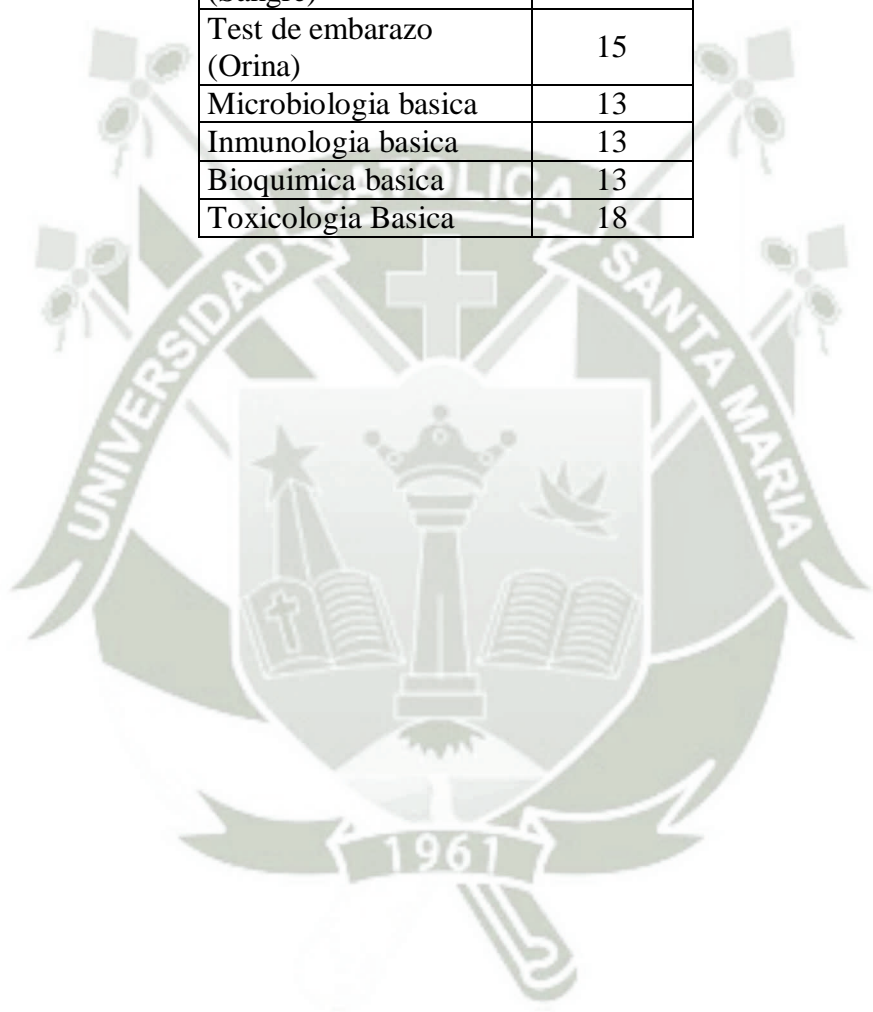 Test de embarazo
(Orina) 15
Microbiologia basica 13
Inmunologia basica 13
Bioquimica basica 13
Toxicologia Basica 18
UNIVERSIDAD CATOLICA SANTA MARIA
1961